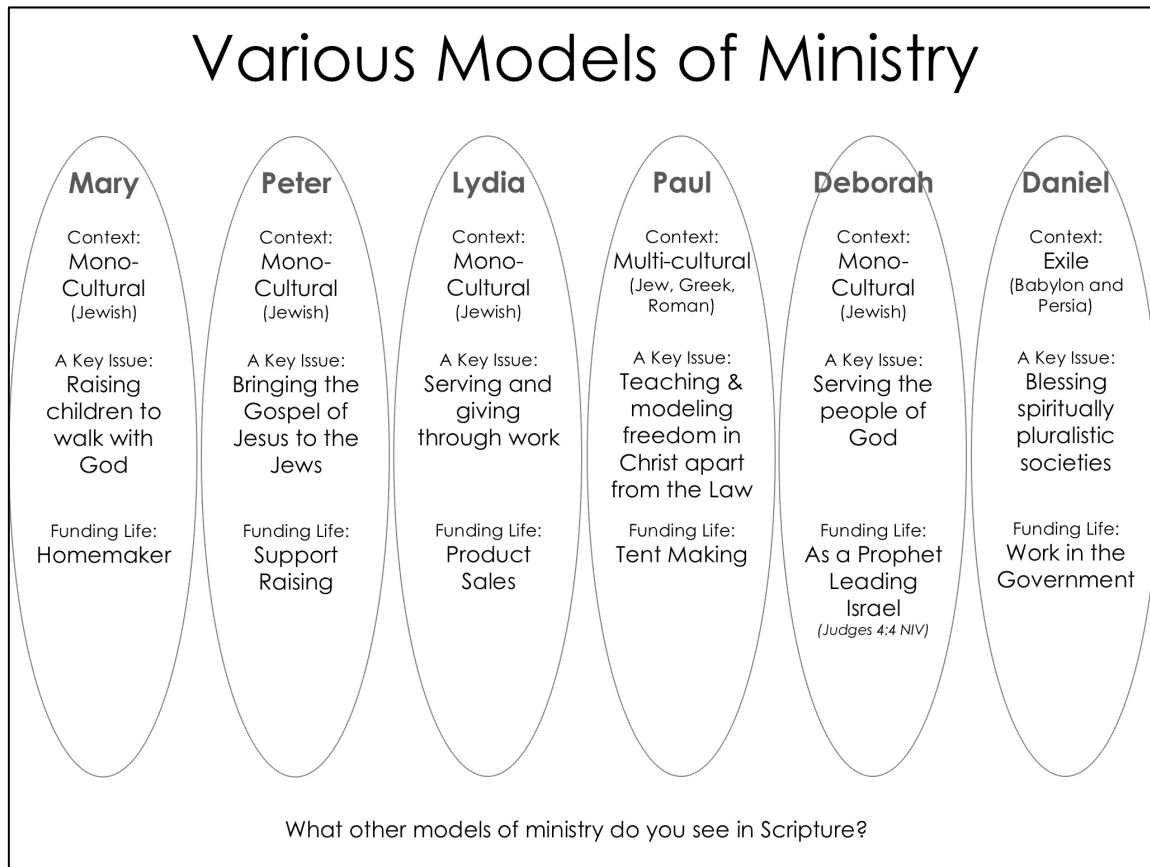 Various Models of Ministry
Mary
Context:
Mono-
Cultural
(Jewish)
A Key Issue:
Raising
children to
walk with
God
Funding Life:
Homemaker
Peter
Context:
Mono-
Cultural
(Jewish)
A Key Issue:
Bringing the
Gospel of
Jesus to the
Jews
Funding Life:
Support
Raising
Lydia
Context:
Mono-
Cultural
(Jewish)
A Key Issue:
Serving and
giving
through work
Funding Life:
Product
Sales
Paul
Context:
Multi-cultural
(Jew, Greek,
Roman)
A Key Issue:
Teaching &
modeling
freedom in
Christ apart
from the Law
Funding Life:
Tent Making
Deborah
Context:
Mono-
Cultural
(Jewish)
A Key Issue:
Serving the
people of
God
Funding Life:
As a Prophet
Leading
Israel
(Judges 4:4 NIV)
Daniel
Context:
Exile
(Babylon and
Persia)
A Key Issue:
Blessing
spiritually
pluralistic
societies
Funding Life:
Work in the
Government
What other models of ministry do you see in Scripture?